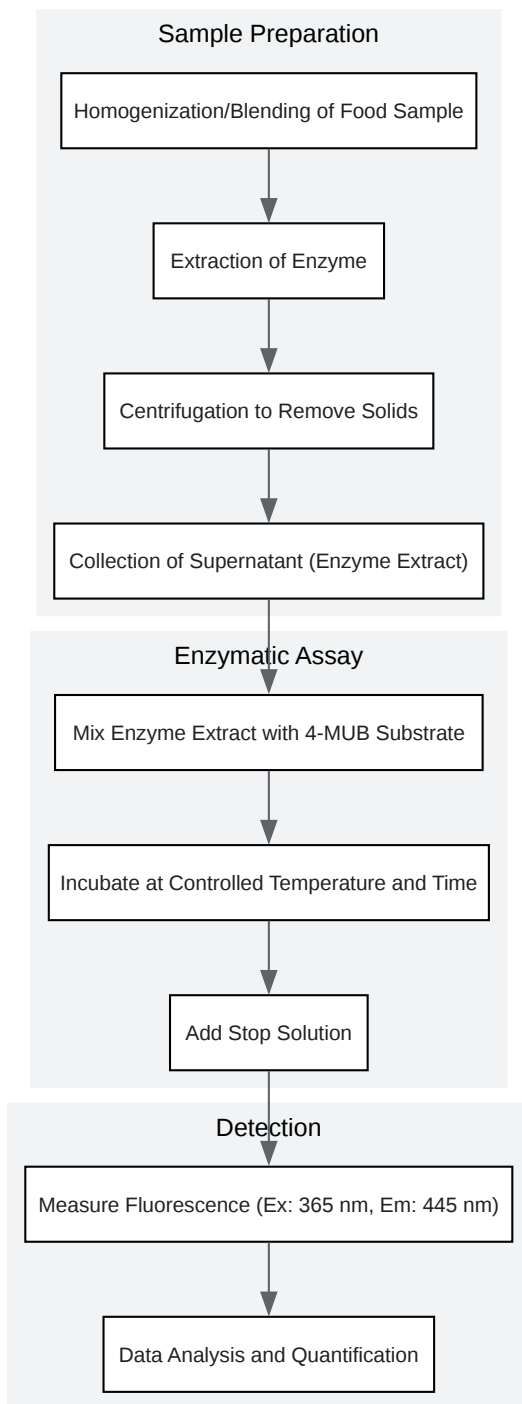 Sample Preparation
Homogenization/Blending of Food Sample
Extraction of Enzyme
Centrifugation to Remove Solids
Collection of Supernatant (Enzyme Extract)
Enzymatic Assay
Mix Enzyme Extract with 4-MUB Substrate
Incubate at Controlled Temperature and Time
Add Stop Solution
Detection
Measure Fluorescence (Ex: 365 nm, Em: 445 nm)
Data Analysis and Quantification